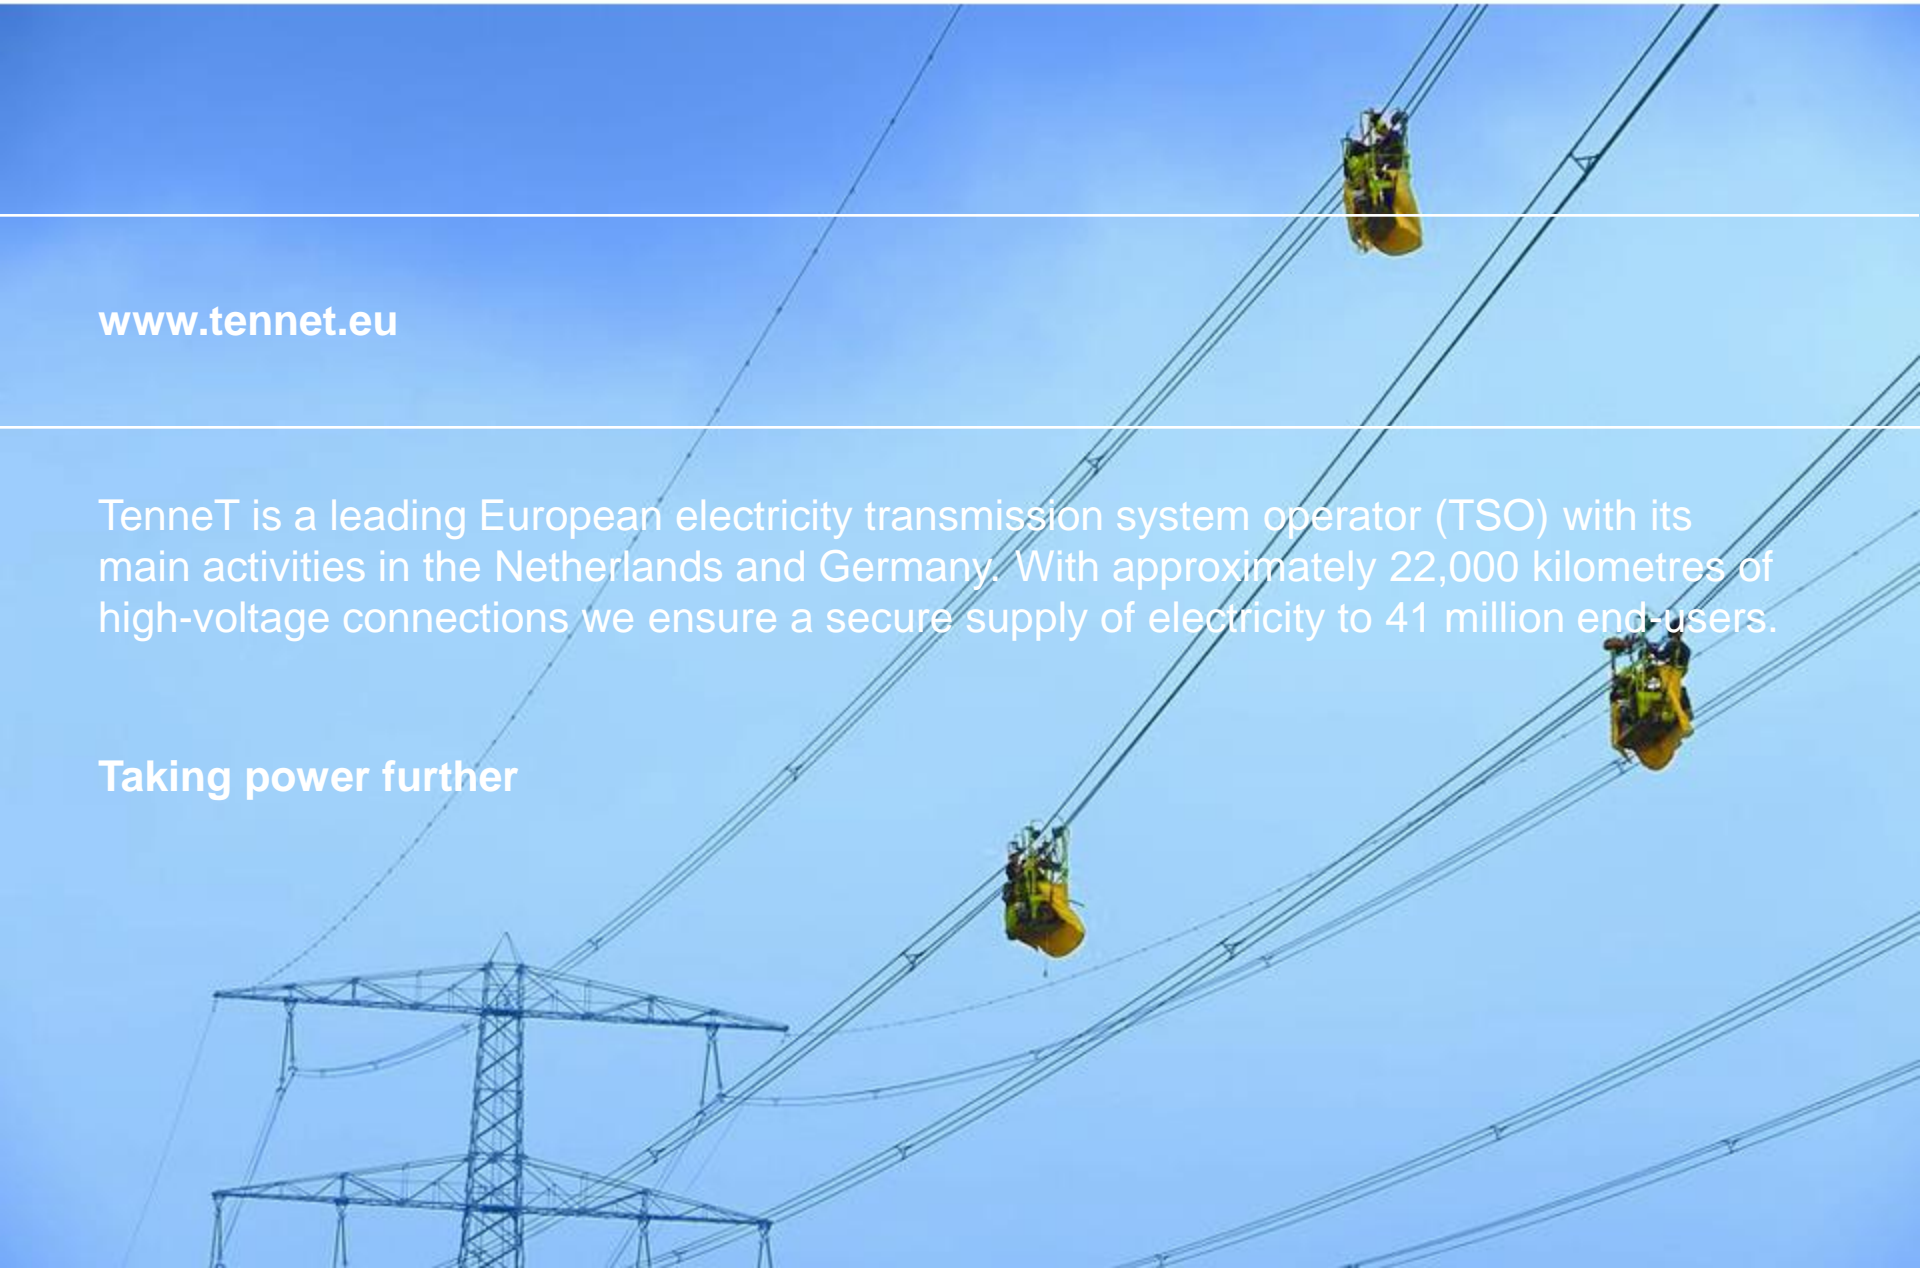 www.tennet.eu
TenneT is a leading European electricity transmission system operator (TSO) with its
main activities in the Netherlands and Germany. With approximately 22,000 kilometres of
high-voltage connections we ensure a secure supply of electricity to 41 million end-users.
Taking power further